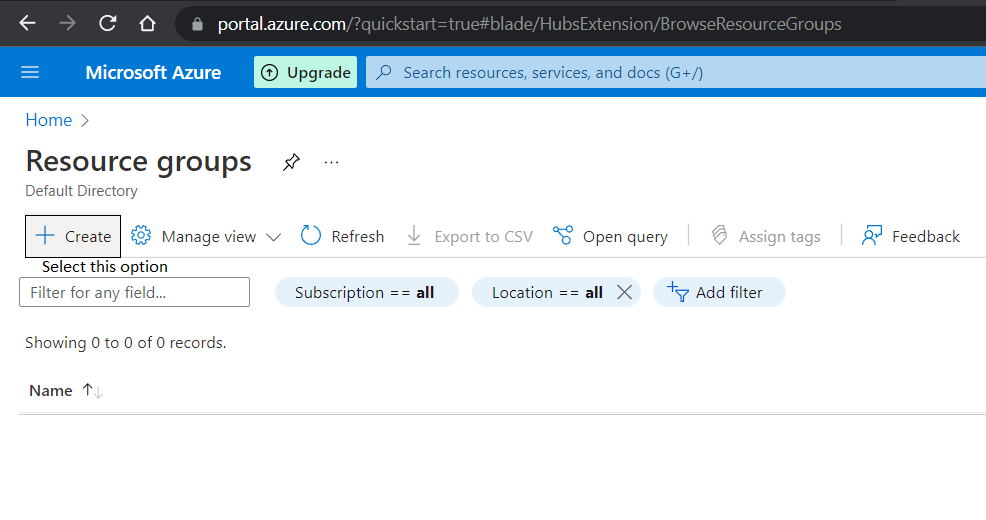 portal.azure.com/?quickstart=true#blade/HubsExtension/BrowseResourceGroups
Microsoft Azure Upgrade Search resources, services, and docs (G+/)
Home
Resource groups ...
Default Directory
Create Manage view Refresh Export to CSV Open query Assign tags Feedback
Select this option
Filter for any field... Subscription == all Location == all Add filter
Showing 0 to 0 of 0 records.
Name